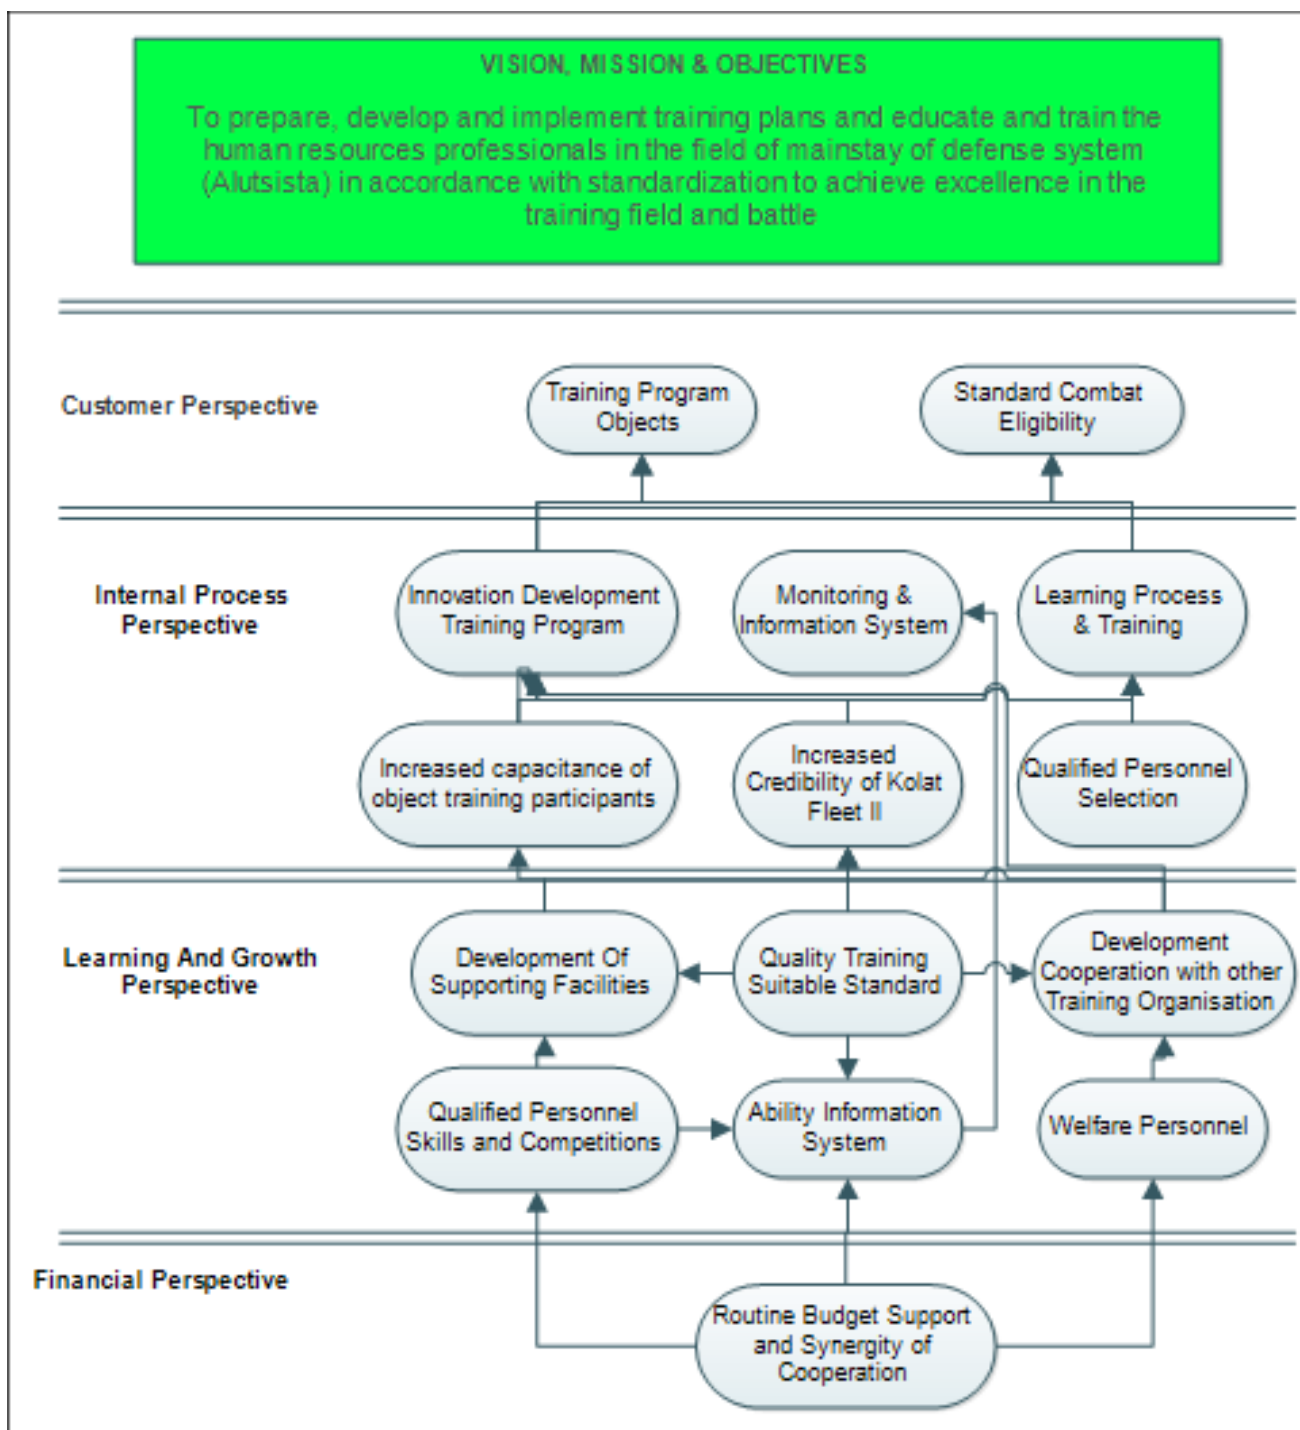 VISION, MISSION & OBJECTIVES
To prepare, develop and implement training plans and educate and train the
human resources professionals in the field of mainstay of defense system
(Alutsista) in accordance with standardization to achieve excellence in the
training field and battle
Customer Perspective
Training Program
Objects
Standard Combat
Eligibility
Internal Process
Perspective
Innovation Development
Training Program
Monitoring &
Information System
Learning Process
& Training
Increased capacitance of
object training participants
Increased
Credibility of Kolat
Fleet II
Qualified Personnel
Selection
Learning And Growth
Perspective
Development Of
Supporting Facilities
Quality Training
Suitable Standard
Development
Cooperation with other
Training Organisation
Qualified Personnel
Skills and Competitions
Ability Information
System
Welfare Personnel
Financial Perspective
Routine Budget Support
and Synergity of
Cooperation